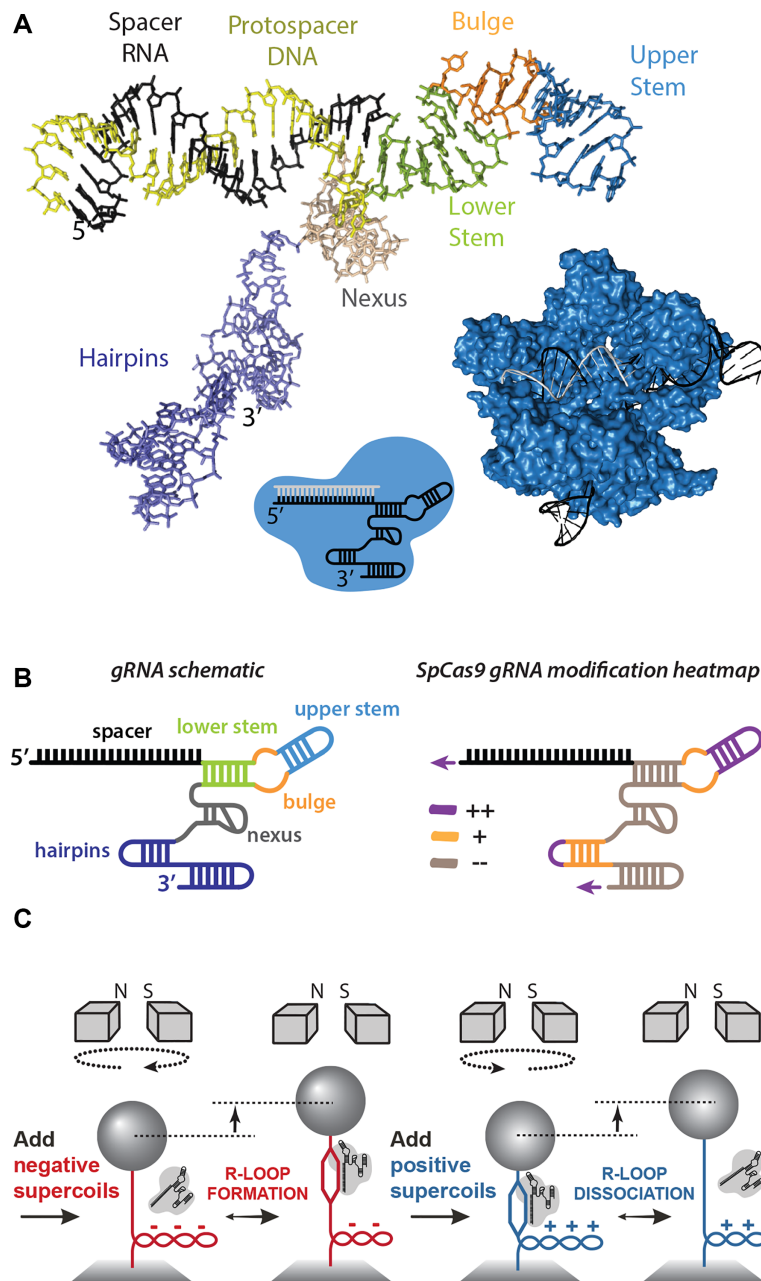 A
Spacer
RNA
Protospacer
DNA
Bulge
Upper
Stem
5′
Lower
Stem
Nexus
Hairpins
3′
5′
3′
B
gRNA schematic
SpCas9 gRNA modification heatmap
upper stem
lower stem
spacer
5′
bulge
nexus
hairpins
3′
++
+
--
C
N S
N S
N S
N S
Add
negative
supercoils
R-LOOP
FORMATION
Add
positive
supercoils
R-LOOP
DISSOCIATION
- - -
- -
+ + +
+ +